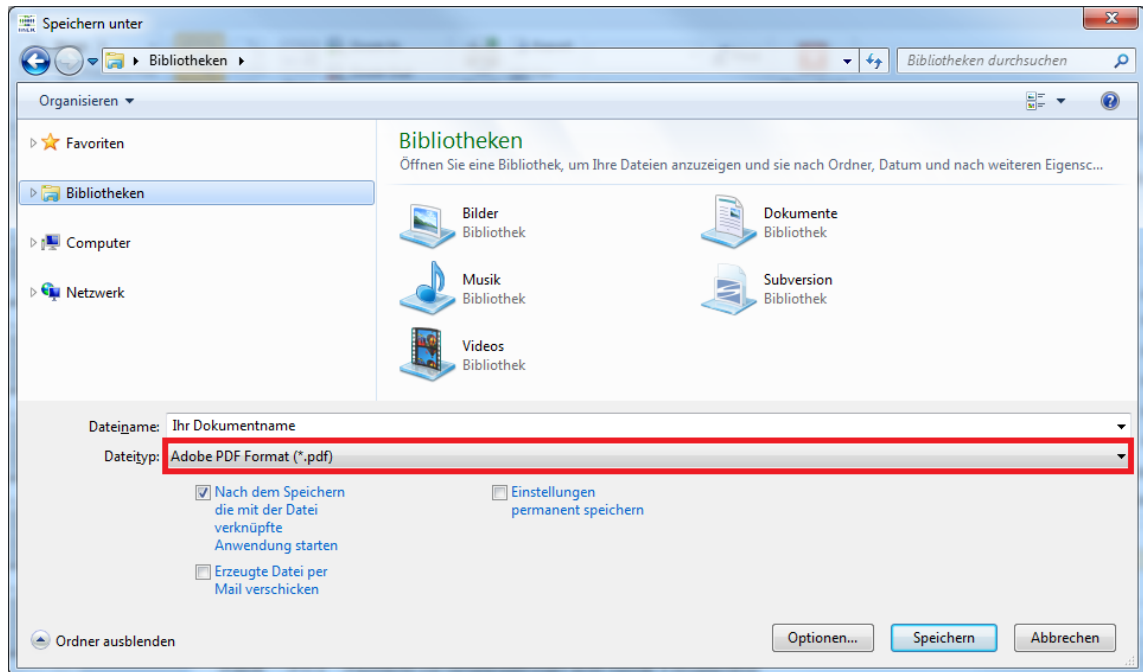 Speichern unter
Bibliotheken
Bibliotheken durchsuchen
Organisieren
Favoriten
Bibliotheken
Computer
Netzwerk
Bibliotheken
Öffnen Sie eine Bibliothek, um Ihre Dateien anzuzeigen und sie nach Ordner, Datum und nach weiteren Eigensc...
Bilder
Bibliothek
Dokumente
Bibliothek
Musik
Bibliothek
Subversion
Bibliothek
Videos
Bibliothek
Dateiname: Ihr Dokumentname
Dateityp: Adobe PDF Format (*.pdf)
Nach dem Speichern
die mit der Datei
verknüpfte
Anwendung starten
Einstellungen
permanent speichern
Erzeugte Datei per
Mail verschicken
Ordner ausblenden
Optionen...
Speichern
Abbrechen